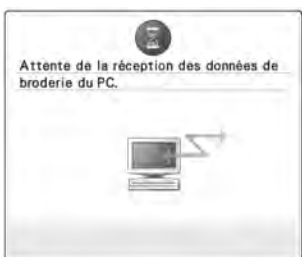 Attente de la réception des données de
broderie du PC.